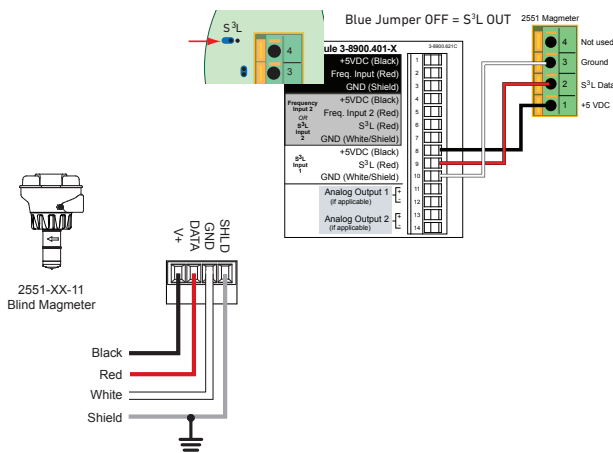 Blue Jumper OFF = S³L OUT
2551 Magmeter
S³L
4
3
ule 3-8900.401-X
3-8900.621C
+5VDC (Black) 1
Freq. Input (Red) 2
GND (Shield) 3
Frequency Input 2 OR S³L Input 2
+5VDC (Black) 4
Freq. Input 2 (Red) 5
S³L (Red) 6
GND (White/Shield) 7
S³L Input 1
+5VDC (Black) 8
S³L (Red) 9
GND (White/Shield) 10
Analog Output 1 + 11
(if applicable) - 12
Analog Output 2 + 13
(if applicable) - 14
4 Not used
3 Ground
2 S³L Data
1 +5 VDC
2551-XX-11
Blind Magmeter
V+
DATA
GND
SHLD
Black
Red
White
Shield